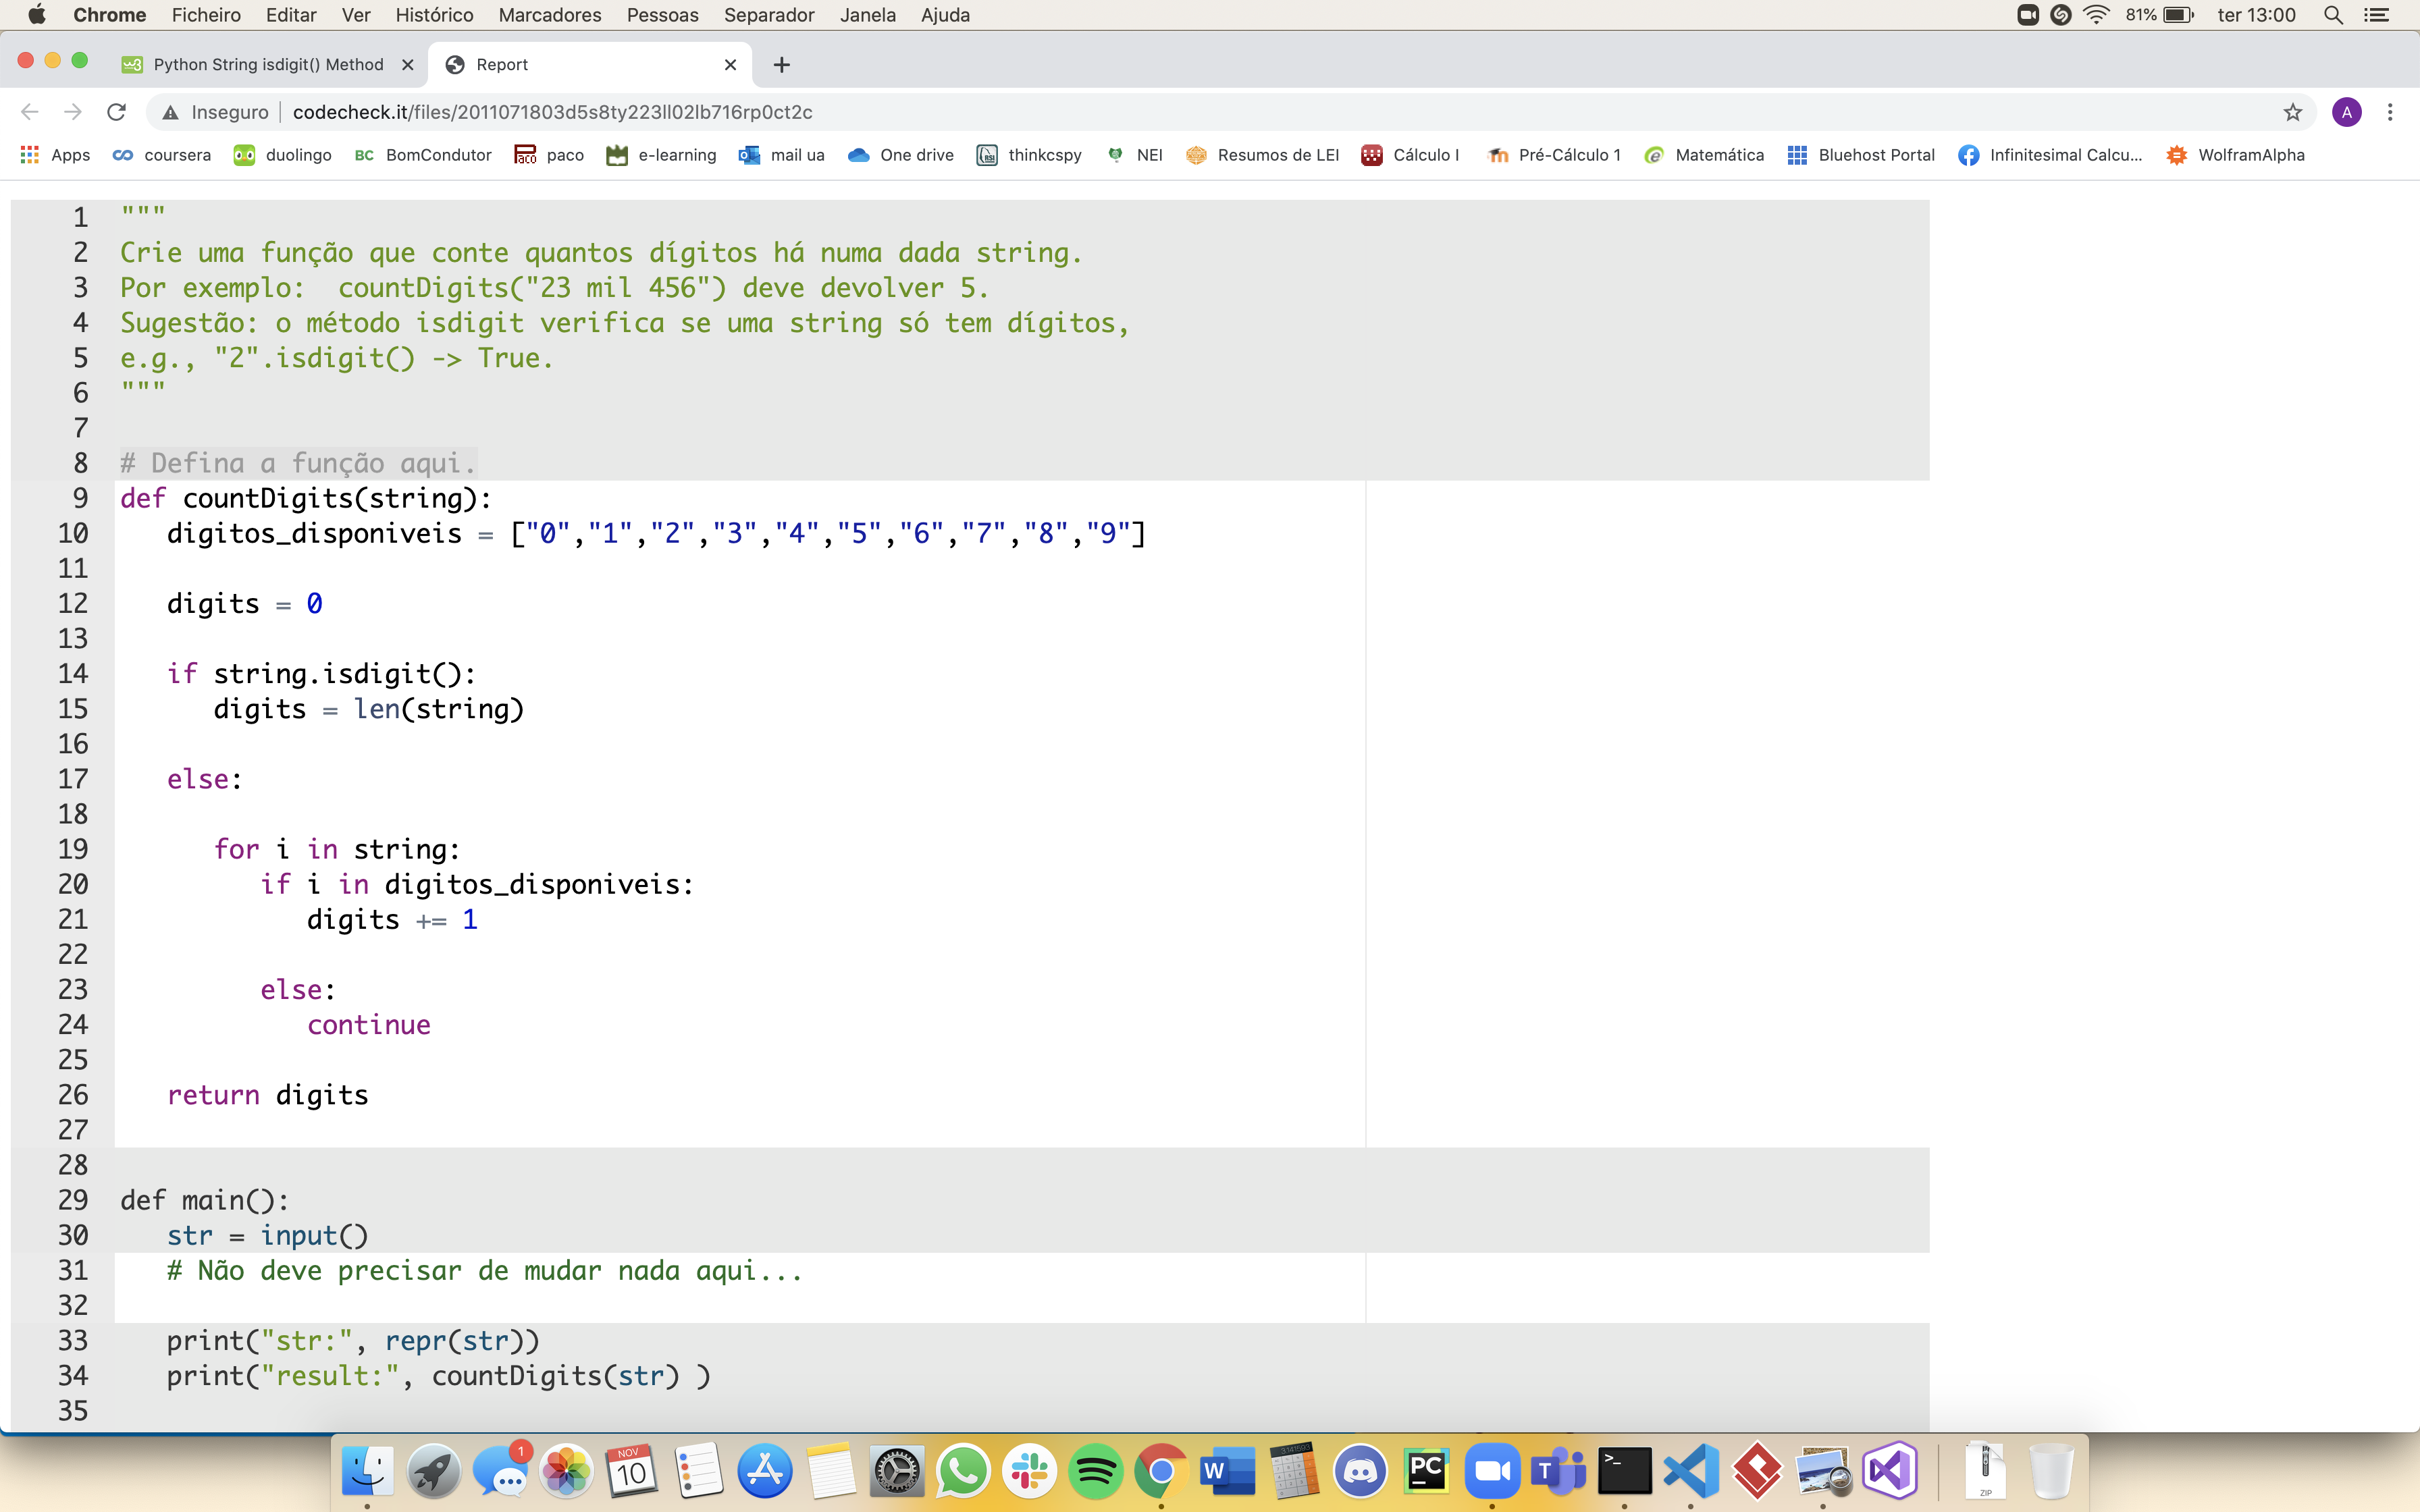 Chrome Ficheiro Editar Ver Histórico Marcadores Pessoas Separador Janela Ajuda 81% ter 13:00
Python String isdigit() Method Report
Inseguro codecheck.it/files/2011071803d5s8ty223ll02lb716rp0ct2c A
Apps coursera duolingo BC BomCondutor paco e-learning mail ua One drive thinkcspy NEI Resumos de LEI Cálculo I Pré-Cálculo 1 Matemática Bluehost Portal Infinitesimal Calcu... WolframAlpha
1 """
2 Crie uma função que conte quantos dígitos há numa dada string.
3 Por exemplo:  countDigits("23 mil 456") deve devolver 5.
4 Sugestão: o método isdigit verifica se uma string só tem dígitos,
5 e.g., "2".isdigit() -> True.
6 """
7
8 # Defina a função aqui.
9 def countDigits(string):
10    digitos_disponiveis = ["0","1","2","3","4","5","6","7","8","9"]
11
12    digits = 0
13
14    if string.isdigit():
15       digits = len(string)
16
17    else:
18
19       for i in string:
20          if i in digitos_disponiveis:
21             digits += 1
22
23          else:
24             continue
25
26    return digits
27
28
29 def main():
30    str = input()
31    # Não deve precisar de mudar nada aqui...
32
33    print("str:", repr(str))
34    print("result:", countDigits(str) )
35
1 NOV 10 W PC T >_ ZIP